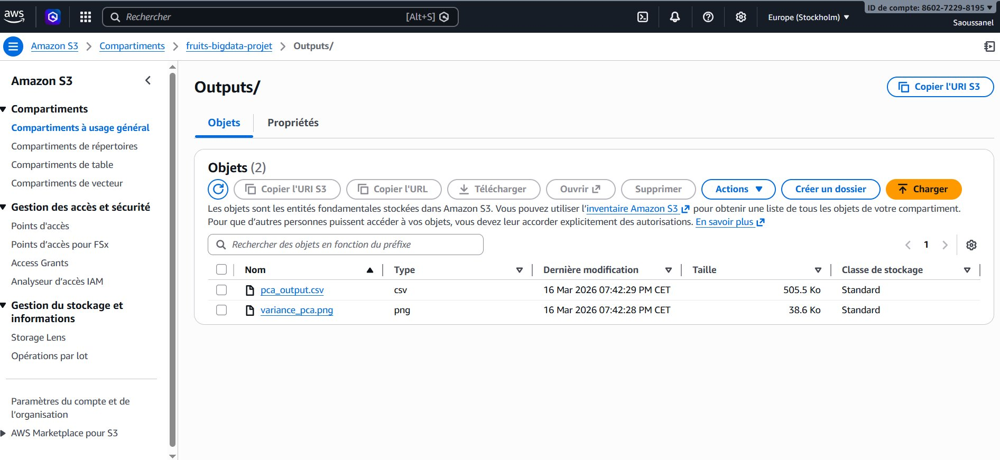 aws
Rechercher [Alt+S]
Europe (Stockholm)
ID de compte: 8602-7229-8195
Saoussanel
Amazon S3 Compartiments fruits-bigdata-projet Outputs/
Amazon S3
Compartiments
Compartiments à usage général
Compartiments de répertoires
Compartiments de table
Compartiments de vecteur
Gestion des accès et sécurité
Points d'accès
Points d’accès pour FSx
Access Grants
Analyseur d’accès IAM
Gestion du stockage et
informations
Storage Lens
Opérations par lot
Paramètres du compte et de
l’organisation
AWS Marketplace pour S3
Outputs/
Copier l'URI S3
Objets Propriétés
Objets (2)
Copier l'URI S3 Copier l'URL Télécharger Ouvrir Supprimer Actions Créer un dossier Charger
Les objets sont les entités fondamentales stockées dans Amazon S3. Vous pouvez utiliser l’inventaire Amazon S3 pour obtenir une liste de tous les objets de votre compartiment.
Pour que d’autres personnes puissent accéder à vos objets, vous devez leur accorder explicitement des autorisations. En savoir plus
Rechercher des objets en fonction du préfixe
1
Nom Type Dernière modification Taille Classe de stockage
pca_output.csv csv 16 Mar 2026 07:42:29 PM CET 505.5 Ko Standard
variance_pca.png png 16 Mar 2026 07:42:28 PM CET 38.6 Ko Standard